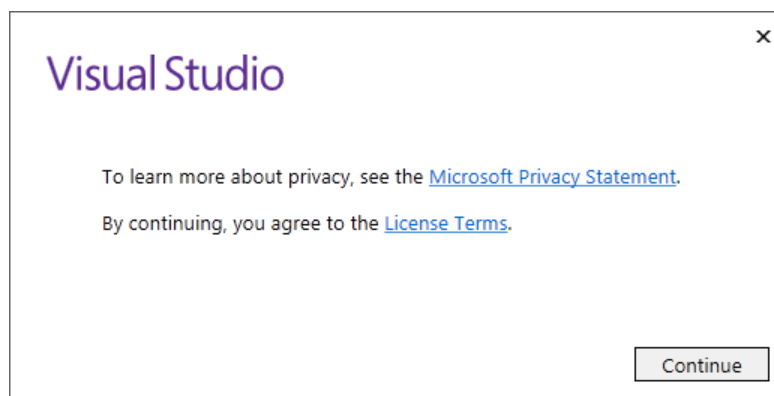 Visual Studio
To learn more about privacy, see the Microsoft Privacy Statement.
By continuing, you agree to the License Terms.
Continue